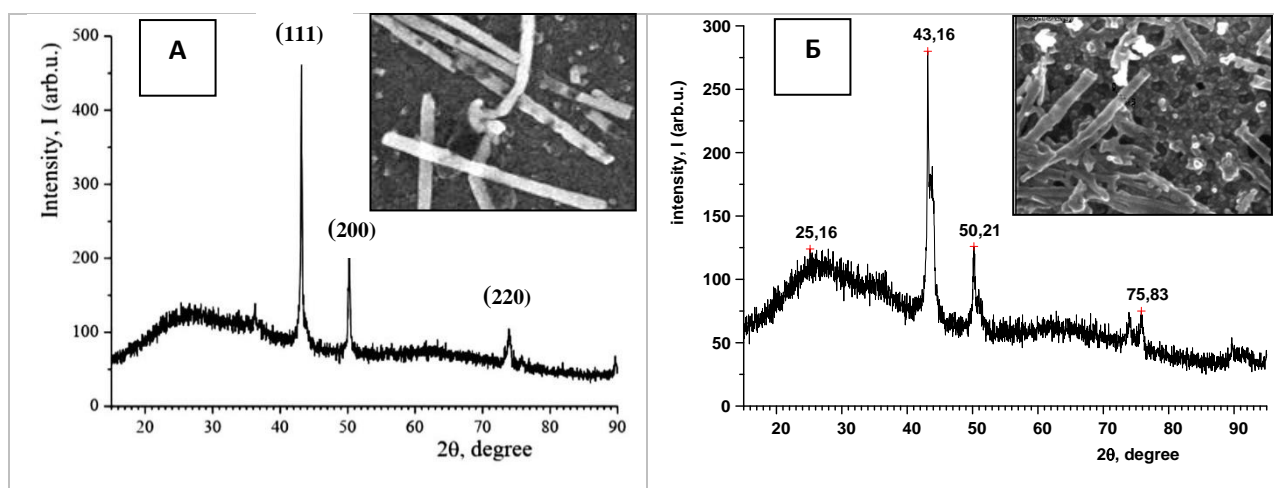 А
(111)
(200)
(220)
500
400
300
200
100
0
Intensity, I (arb.u.)
20 30 40 50 60 70 80 90
2θ, degree
Б
43,16
25,16
50,21
75,83
300
250
200
150
100
50
0
intensity, I (arb.u.)
20 30 40 50 60 70 80 90
2θ, degree